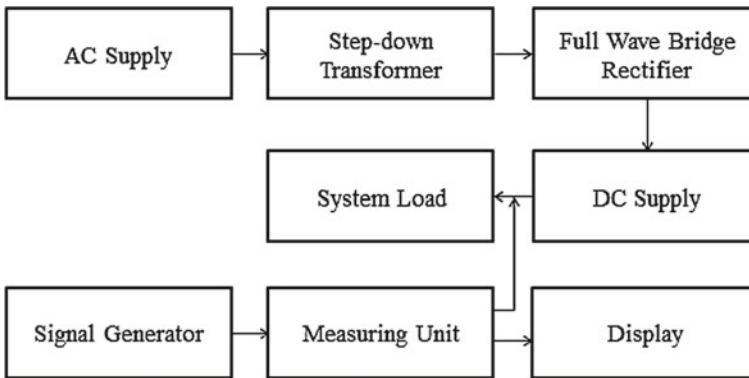 AC Supply
Step-down
Transformer
Full Wave Bridge
Rectifier
System Load
DC Supply
Signal Generator
Measuring Unit
Display